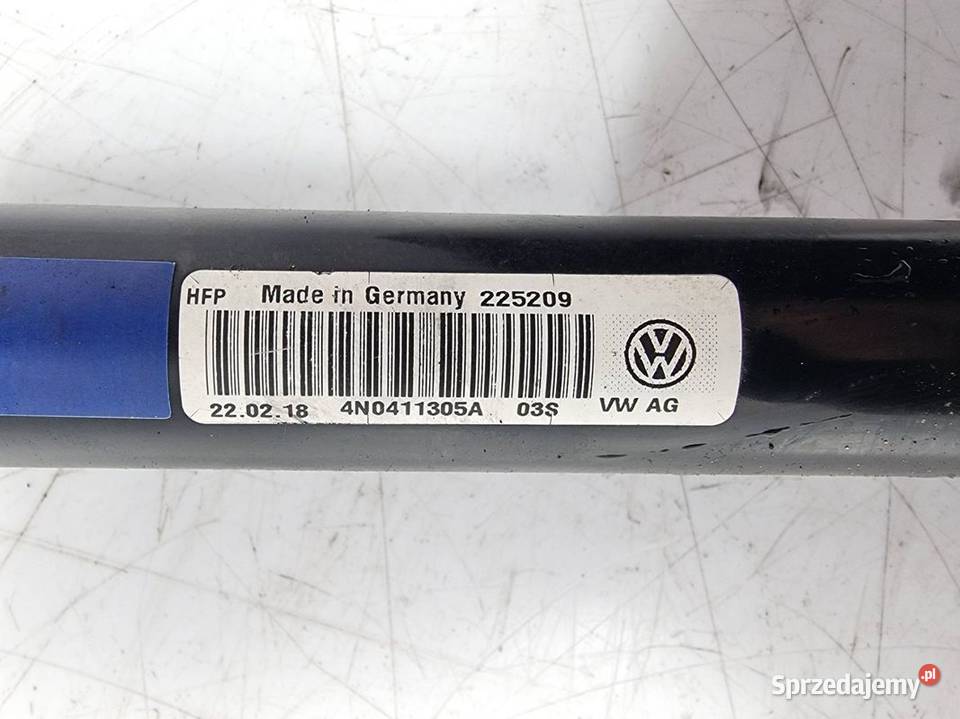 HFP Made in Germany 225209
22.02.18 4N0411305A 03S VW AG
Sprzedajemy.pl